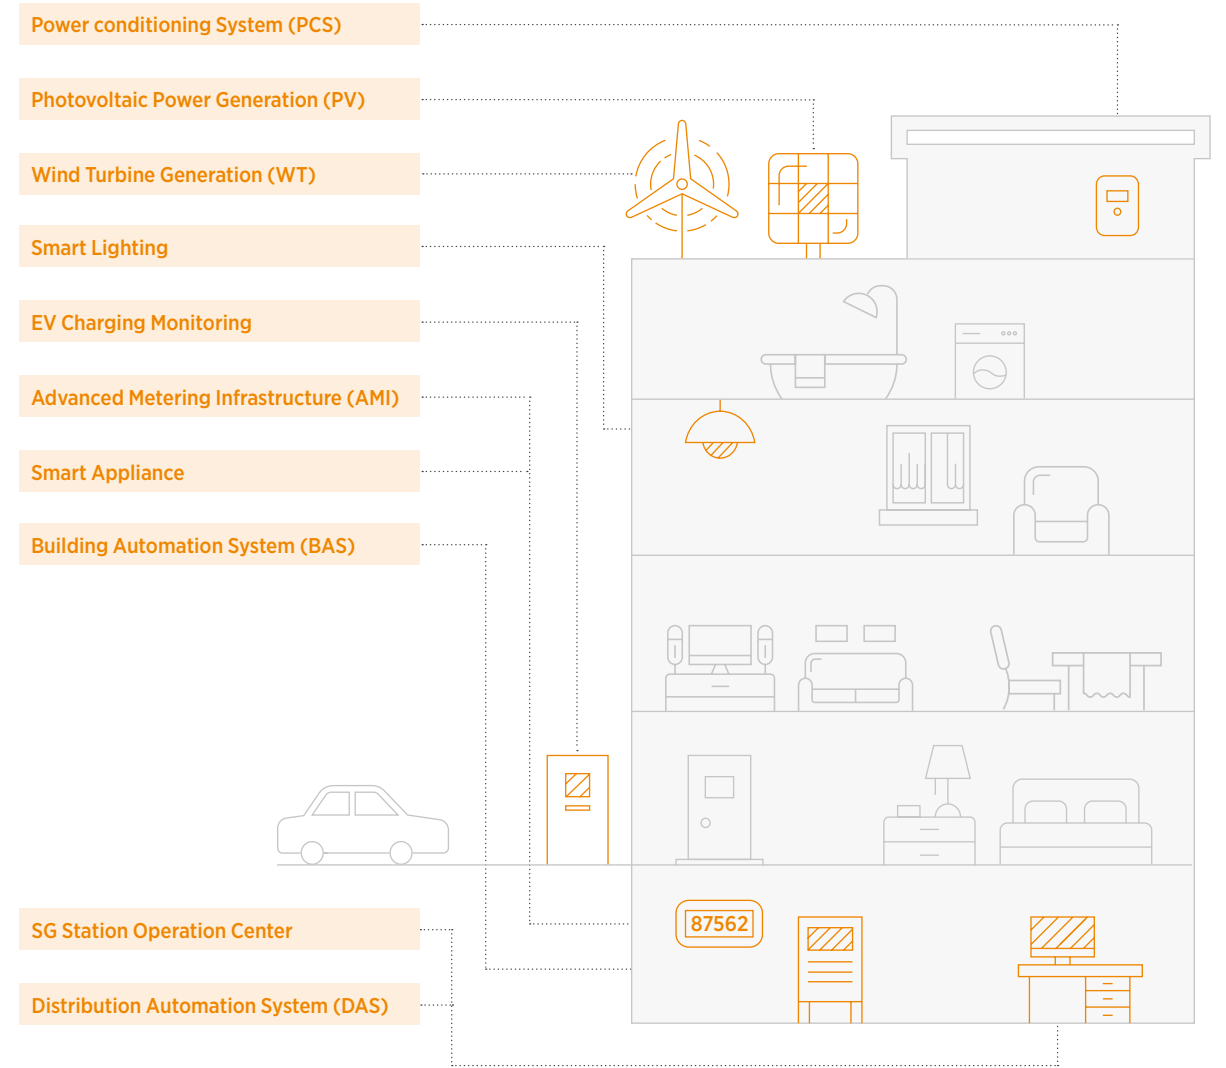 Power conditioning System (PCS)
Photovoltaic Power Generation (PV)
Wind Turbine Generation (WT)
Smart Lighting
EV Charging Monitoring
Advanced Metering Infrastructure (AMI)
Smart Appliance
Building Automation System (BAS)
SG Station Operation Center
Distribution Automation System (DAS)
87562